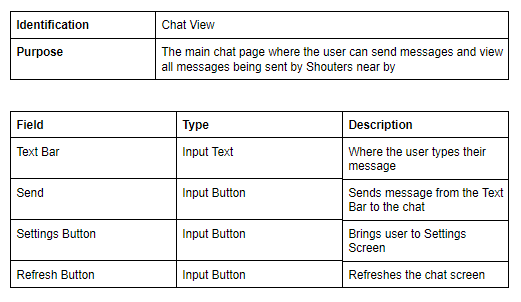 Identification Chat View
Purpose The main chat page where the user can send messages and view
all messages being sent by Shouters near by
Field Type Description
Text Bar Input Text Where the user types their
message
Send Input Button Sends message from the Text
Bar to the chat
Settings Button Input Button Brings user to Settings
Screen
Refresh Button Input Button Refreshes the chat screen